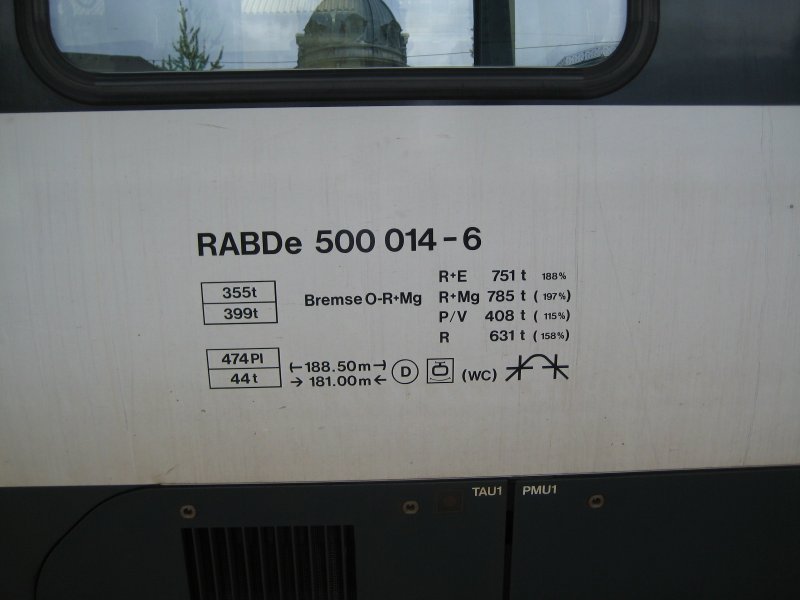 RABDe 500 014-6
355t
399t
Bremse O-R+Mg
R+E 751 t 188%
R+Mg 785 t (197%)
P/V 408 t (115%)
R 631 t (158%)
474Pl
44t
⊢188.50m⊣
→ 181.00m ←
D
(WC)
TAU1
PMU1